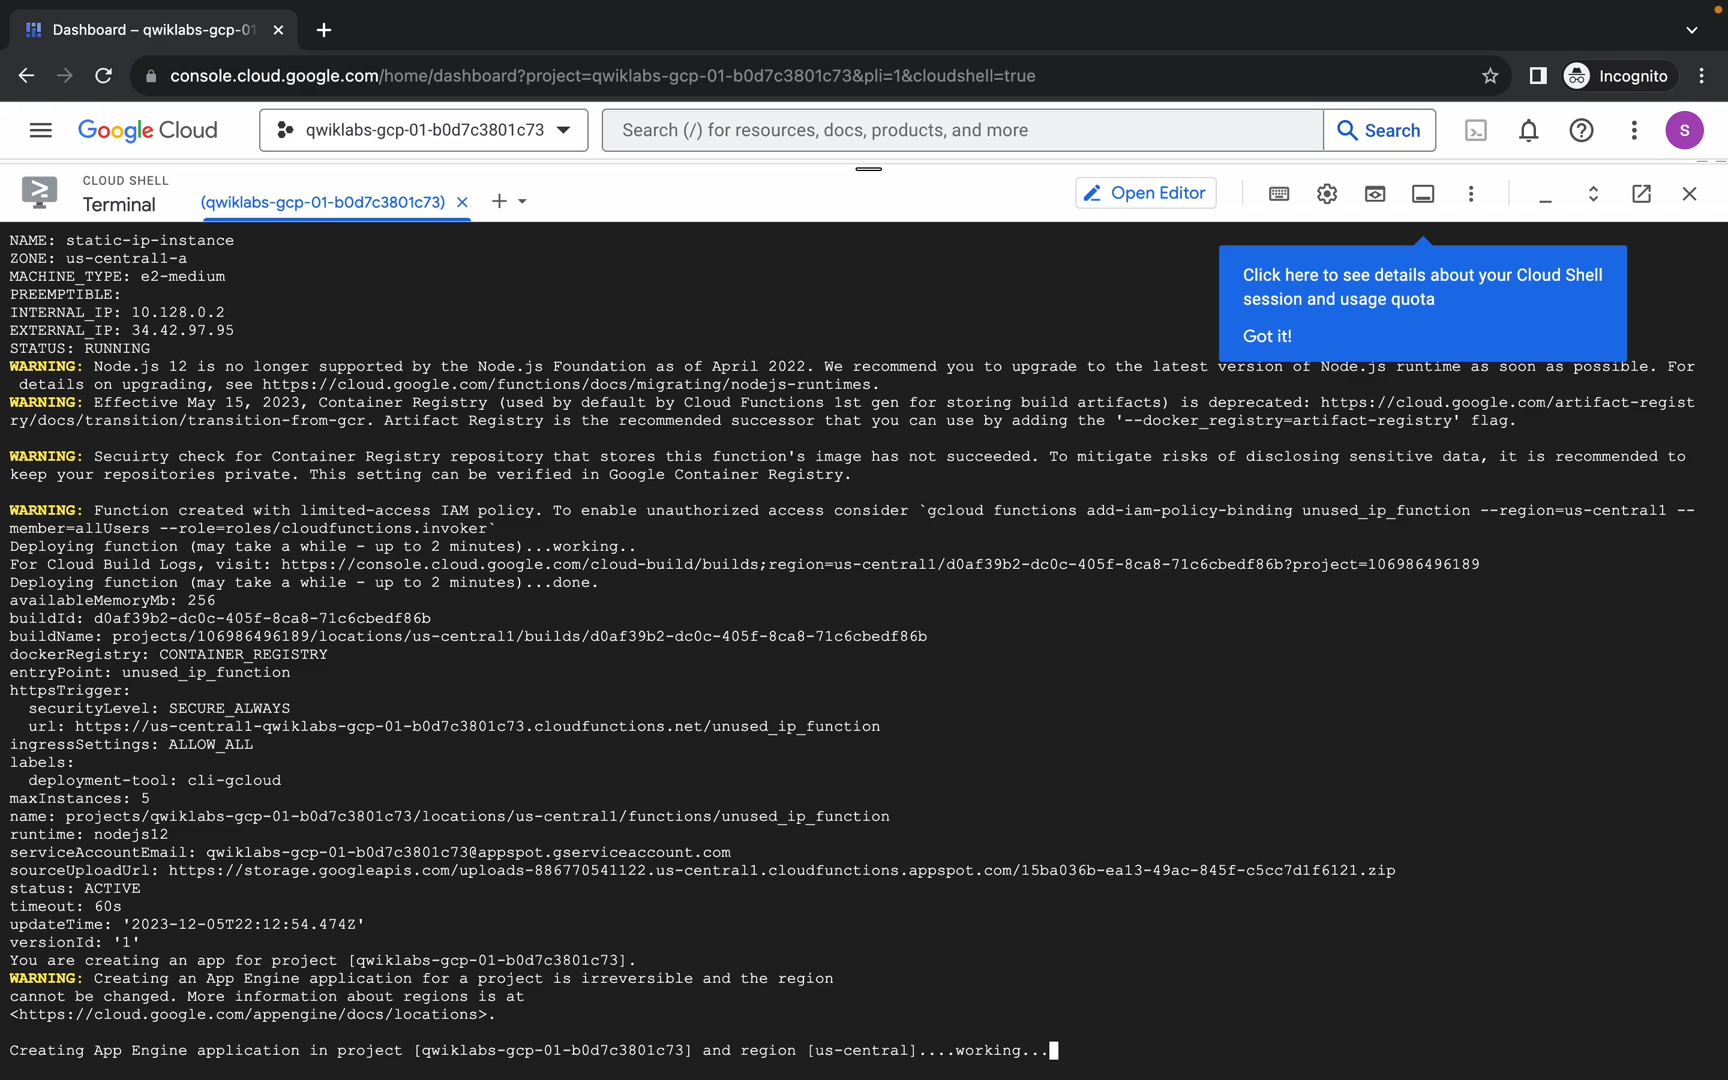 Dashboard – qwiklabs-gcp-01
console.cloud.google.com/home/dashboard?project=qwiklabs-gcp-01-b0d7c3801c73&pli=1&cloudshell=true
Incognito
Google Cloud
qwiklabs-gcp-01-b0d7c3801c73
Search (/) for resources, docs, products, and more
Search
S
CLOUD SHELL
Terminal
(qwiklabs-gcp-01-b0d7c3801c73)
Open Editor
Click here to see details about your Cloud Shell
session and usage quota
Got it!
NAME: static-ip-instance
ZONE: us-central1-a
MACHINE_TYPE: e2-medium
PREEMPTIBLE:
INTERNAL_IP: 10.128.0.2
EXTERNAL_IP: 34.42.97.95
STATUS: RUNNING
WARNING: Node.js 12 is no longer supported by the Node.js Foundation as of April 2022. We recommend you to upgrade to the latest version of Node.js runtime as soon as possible. For
details on upgrading, see https://cloud.google.com/functions/docs/migrating/nodejs-runtimes.
WARNING: Effective May 15, 2023, Container Registry (used by default by Cloud Functions 1st gen for storing build artifacts) is deprecated: https://cloud.google.com/artifact-regist
ry/docs/transition/transition-from-gcr. Artifact Registry is the recommended successor that you can use by adding the '--docker_registry=artifact-registry' flag.
WARNING: Secuirty check for Container Registry repository that stores this function's image has not succeeded. To mitigate risks of disclosing sensitive data, it is recommended to
keep your repositories private. This setting can be verified in Google Container Registry.
WARNING: Function created with limited-access IAM policy. To enable unauthorized access consider `gcloud functions add-iam-policy-binding unused_ip_function --region=us-central1 --
member=allUsers --role=roles/cloudfunctions.invoker`
Deploying function (may take a while - up to 2 minutes)...working..
For Cloud Build Logs, visit: https://console.cloud.google.com/cloud-build/builds;region=us-central1/d0af39b2-dc0c-405f-8ca8-71c6cbedf86b?project=106986496189
Deploying function (may take a while - up to 2 minutes)...done.
availableMemoryMb: 256
buildId: d0af39b2-dc0c-405f-8ca8-71c6cbedf86b
buildName: projects/106986496189/locations/us-central1/builds/d0af39b2-dc0c-405f-8ca8-71c6cbedf86b
dockerRegistry: CONTAINER_REGISTRY
entryPoint: unused_ip_function
httpsTrigger:
securityLevel: SECURE_ALWAYS
url: https://us-central1-qwiklabs-gcp-01-b0d7c3801c73.cloudfunctions.net/unused_ip_function
ingressSettings: ALLOW_ALL
labels:
deployment-tool: cli-gcloud
maxInstances: 5
name: projects/qwiklabs-gcp-01-b0d7c3801c73/locations/us-central1/functions/unused_ip_function
runtime: nodejs12
serviceAccountEmail: qwiklabs-gcp-01-b0d7c3801c73@appspot.gserviceaccount.com
sourceUploadUrl: https://storage.googleapis.com/uploads-886770541122.us-central1.cloudfunctions.appspot.com/15ba036b-ea13-49ac-845f-c5cc7d1f6121.zip
status: ACTIVE
timeout: 60s
updateTime: '2023-12-05T22:12:54.474Z'
versionId: '1'
You are creating an app for project [qwiklabs-gcp-01-b0d7c3801c73].
WARNING: Creating an App Engine application for a project is irreversible and the region
cannot be changed. More information about regions is at
<https://cloud.google.com/appengine/docs/locations>.
Creating App Engine application in project [qwiklabs-gcp-01-b0d7c3801c73] and region [us-central]....working...